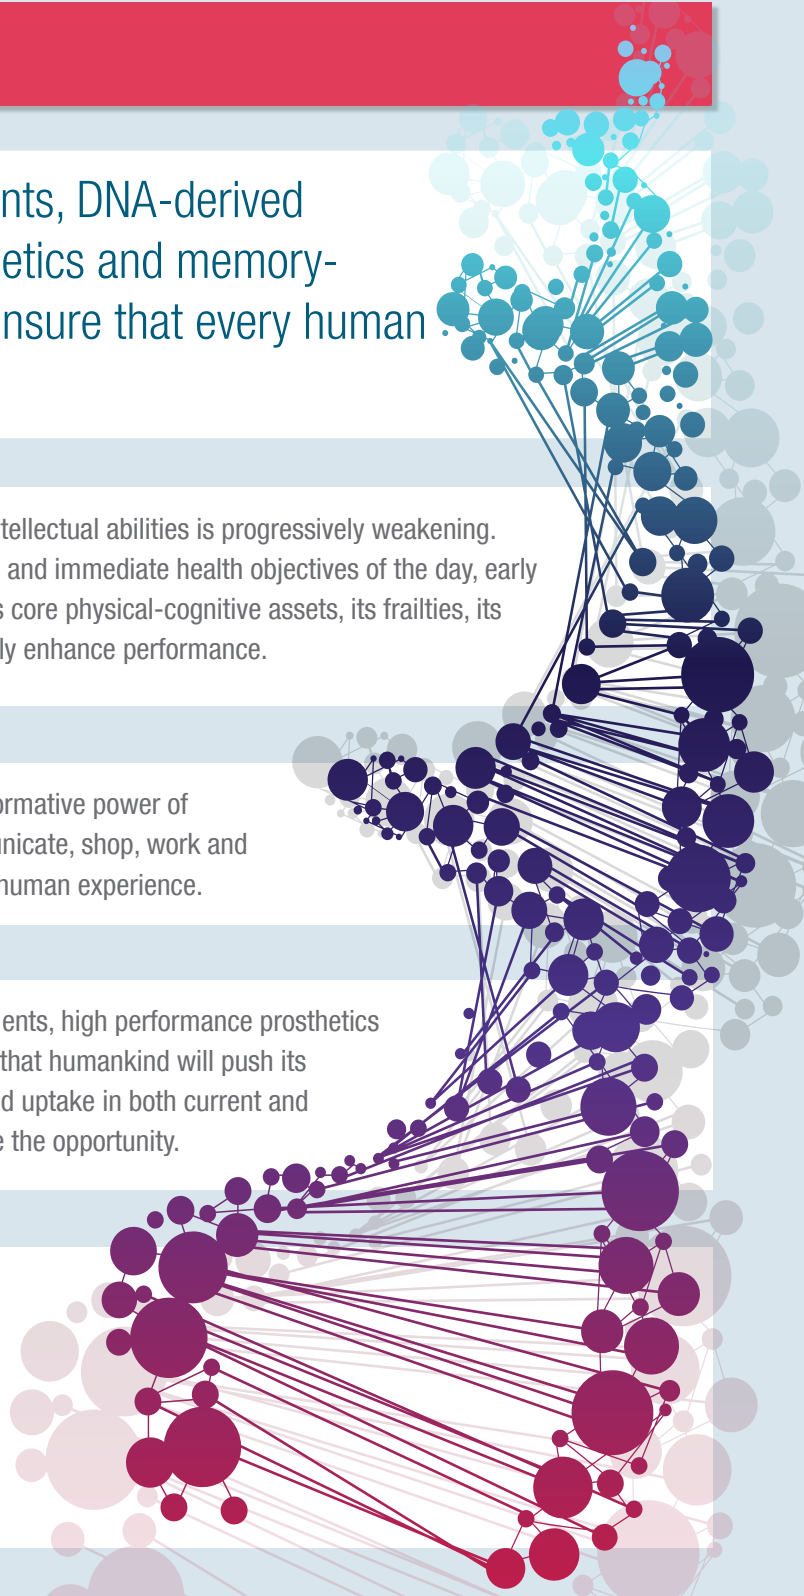 nts, DNA-derived
etics and memory-
nsure that every human
tellectual abilities is progressively weakening.
and immediate health objectives of the day, early
s core physical-cognitive assets, its frailties, its
ly enhance performance.
ormative power of
unicate, shop, work and
human experience.
ents, high performance prosthetics
that humankind will push its
d uptake in both current and
e the opportunity.